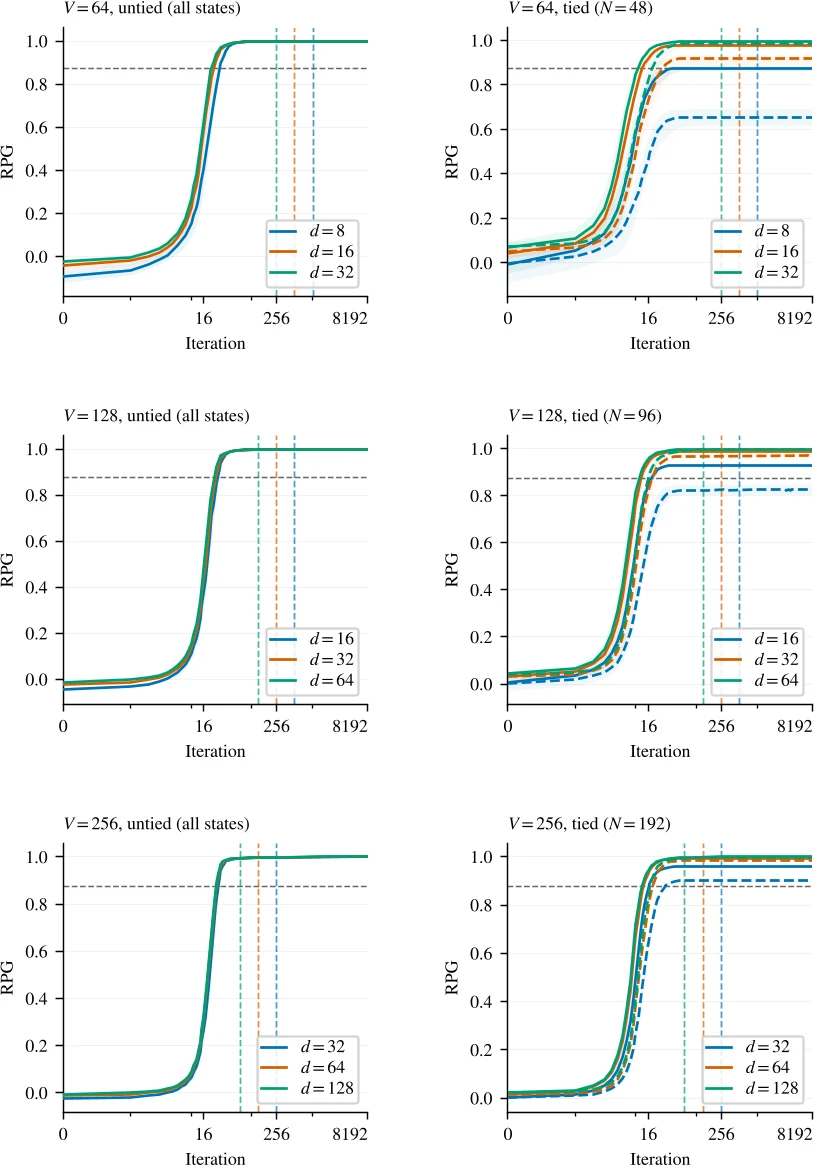 V=64, untied (all states)
1.0
0.8
0.6
0.4
0.2
0.0
RPG
d=8
d=16
d=32
0 16 256 8192
Iteration
V=64, tied (N=48)
1.0
0.8
0.6
0.4
0.2
0.0
RPG
d=8
d=16
d=32
0 16 256 8192
Iteration
V=128, untied (all states)
1.0
0.8
0.6
0.4
0.2
0.0
RPG
d=16
d=32
d=64
0 16 256 8192
Iteration
V=128, tied (N=96)
1.0
0.8
0.6
0.4
0.2
0.0
RPG
d=16
d=32
d=64
0 16 256 8192
Iteration
V=256, untied (all states)
1.0
0.8
0.6
0.4
0.2
0.0
RPG
d=32
d=64
d=128
0 16 256 8192
Iteration
V=256, tied (N=192)
1.0
0.8
0.6
0.4
0.2
0.0
RPG
d=32
d=64
d=128
0 16 256 8192
Iteration